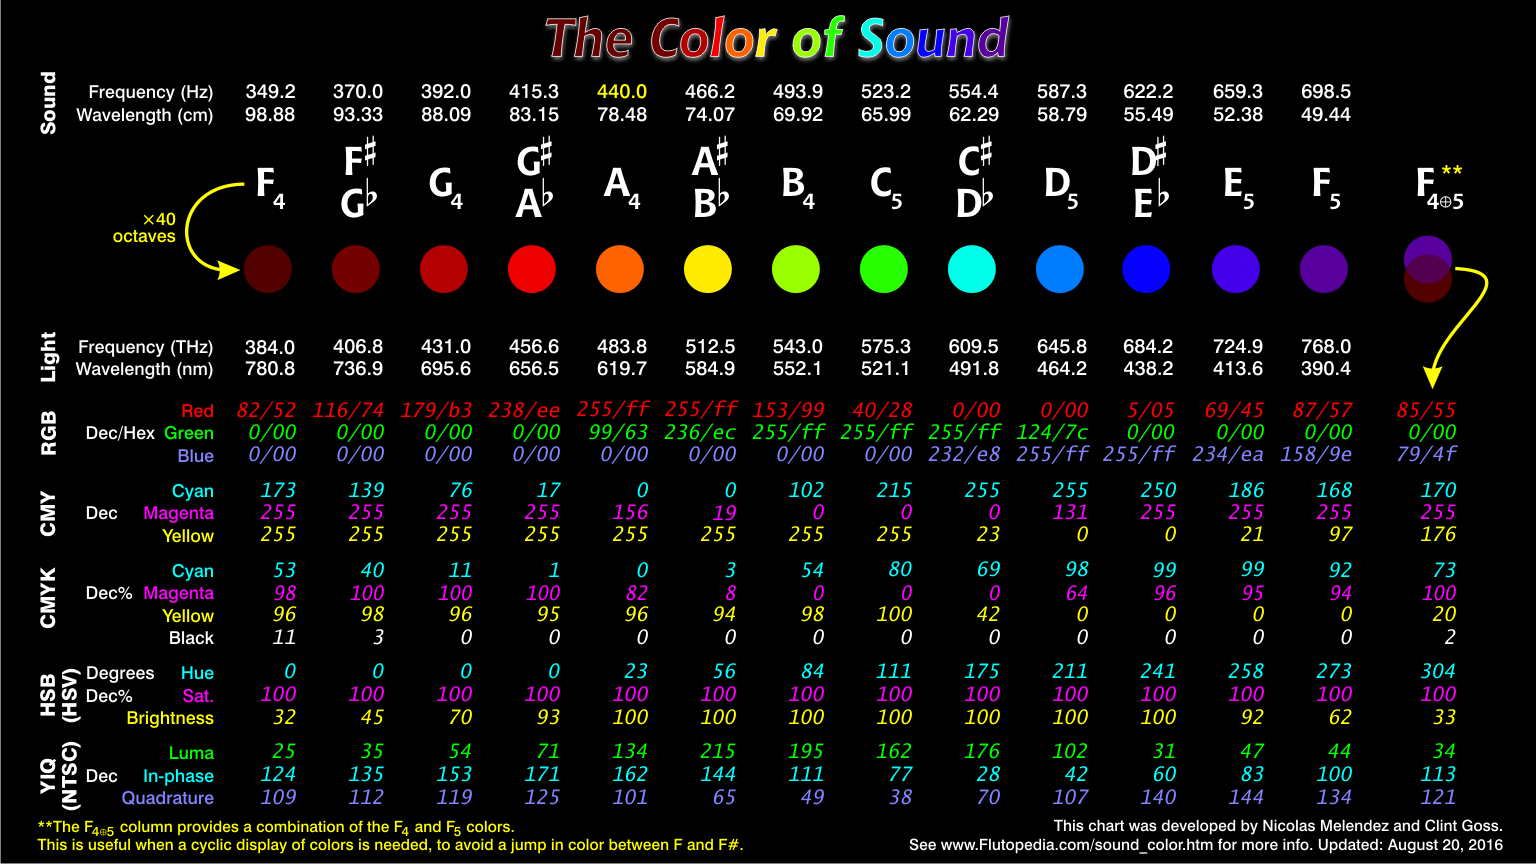 The Color of Sound
Sound
Frequency (Hz) 349.2 370.0 392.0 415.3 440.0 466.2 493.9 523.2 554.4 587.3 622.2 659.3 698.5
Wavelength (cm) 98.88 93.33 88.09 83.15 78.48 74.07 69.92 65.99 62.29 58.79 55.49 52.38 49.44
F♯ G♯ A♯ C♯ D♯
F4 G4 A4 B4 C5 D5 E5 F5 F4⊕5**
G♭ A♭ B♭ D♭ E♭
×40
octaves
Light
Frequency (THz) 384.0 406.8 431.0 456.6 483.8 512.5 543.0 575.3 609.5 645.8 684.2 724.9 768.0
Wavelength (nm) 780.8 736.9 695.6 656.5 619.7 584.9 552.1 521.1 491.8 464.2 438.2 413.6 390.4
RGB
Red 82/52 116/74 179/b3 238/ee 255/ff 255/ff 153/99 40/28 0/00 0/00 5/05 69/45 87/57 85/55
Dec/Hex Green 0/00 0/00 0/00 0/00 99/63 236/ec 255/ff 255/ff 255/ff 124/7c 0/00 0/00 0/00 0/00
Blue 0/00 0/00 0/00 0/00 0/00 0/00 0/00 0/00 232/e8 255/ff 255/ff 234/ea 158/9e 79/4f
CMY
Cyan 173 139 76 17 0 0 102 215 255 255 250 186 168 170
Dec Magenta 255 255 255 255 156 19 0 0 0 131 255 255 255 255
Yellow 255 255 255 255 255 255 255 255 23 0 0 21 97 176
CMYK
Cyan 53 40 11 1 0 3 54 80 69 98 99 99 92 73
Dec% Magenta 98 100 100 100 82 8 0 0 0 64 96 95 94 100
Yellow 96 98 96 95 96 94 98 100 42 0 0 0 0 20
Black 11 3 0 0 0 0 0 0 0 0 0 0 0 2
HSB
(HSV)
Degrees Hue 0 0 0 0 23 56 84 111 175 211 241 258 273 304
Dec% Sat. 100 100 100 100 100 100 100 100 100 100 100 100 100 100
Brightness 32 45 70 93 100 100 100 100 100 100 100 92 62 33
YIQ
(NTSC)
Luma 25 35 54 71 134 215 195 162 176 102 31 47 44 34
Dec In-phase 124 135 153 171 162 144 111 77 28 42 60 83 100 113
Quadrature 109 112 119 125 101 65 49 38 70 107 140 144 134 121
**The F4⊕5 column provides a combination of the F4 and F5 colors.
This is useful when a cyclic display of colors is needed, to avoid a jump in color between F and F#.
This chart was developed by Nicolas Melendez and Clint Goss.
See www.Flutopedia.com/sound_color.htm for more info. Updated: August 20, 2016